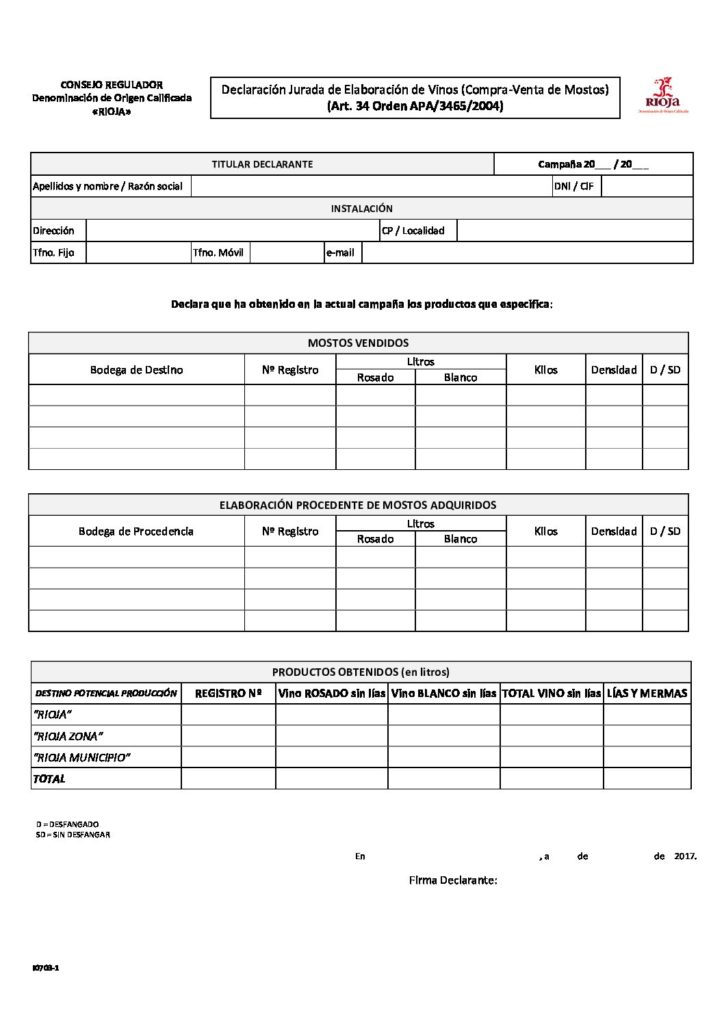 CONSEJO REGULADOR
Denominación de Origen Calificada
«RIOJA»
Declaración Jurada de Elaboración de Vinos (Compra-Venta de Mostos)
(Art. 34 Orden APA/3465/2004)
RIOJA
Denominación de Origen Calificada
TITULAR DECLARANTE Campaña 20___ / 20___
Apellidos y nombre / Razón social DNI / CIF
INSTALACIÓN
Dirección CP / Localidad
Tfno. Fijo Tfno. Móvil e-mail
Declara que ha obtenido en la actual campaña los productos que especifica:
MOSTOS VENDIDOS
Bodega de Destino Nº Registro Litros Kilos Densidad D / SD
Rosado Blanco
ELABORACIÓN PROCEDENTE DE MOSTOS ADQUIRIDOS
Bodega de Procedencia Nº Registro Litros Kilos Densidad D / SD
Rosado Blanco
PRODUCTOS OBTENIDOS (en litros)
DESTINO POTENCIAL PRODUCCIÓN REGISTRO Nº Vino ROSADO sin lías Vino BLANCO sin lías TOTAL VINO sin lías LÍAS Y MERMAS
"RIOJA"
"RIOJA ZONA"
"RIOJA MUNICIPIO"
TOTAL
D = DESFANGADO
SD = SIN DESFANGAR
En , a de de 2017.
Firma Declarante: